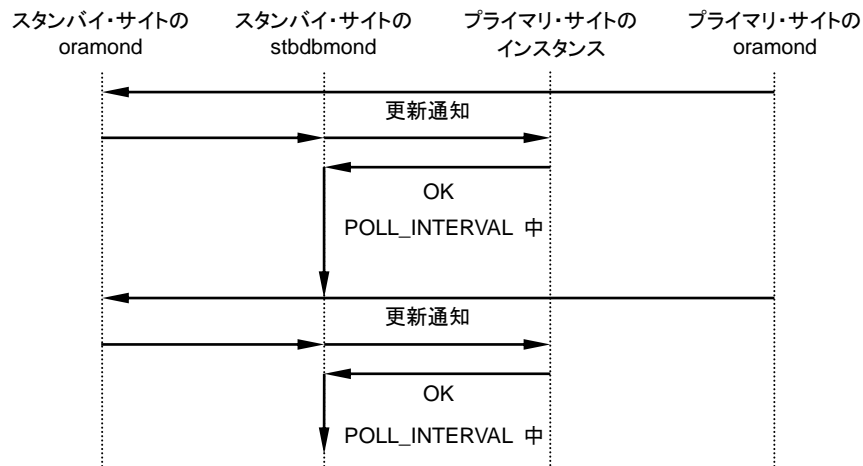 スタンバイ・サイトの
oramond
スタンバイ・サイトの
stbdbmond
プライマリ・サイトの
インスタンス
プライマリ・サイトの
oramond
更新通知
OK
POLL_INTERVAL 中
更新通知
OK
POLL_INTERVAL 中